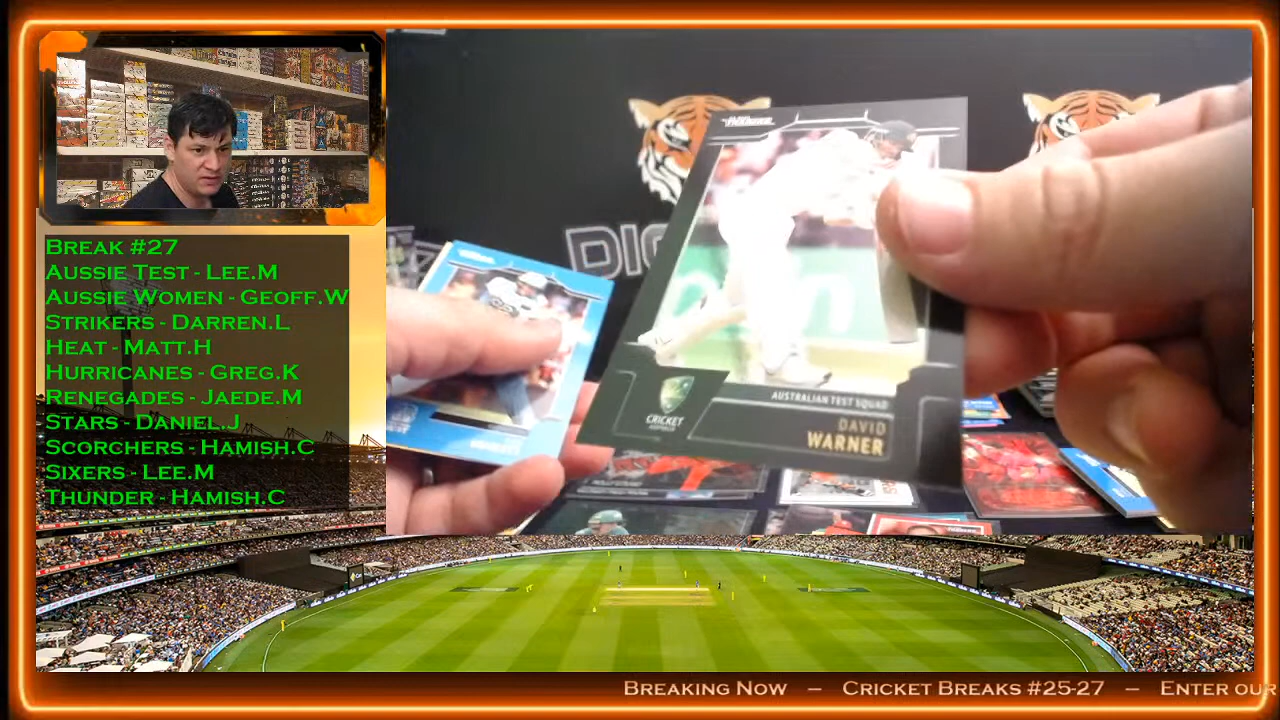 Break #27
Aussie Test - Lee.M
Aussie Women - Geoff.W
Strikers - Darren.L
Heat - Matt.H
Hurricanes - Greg.K
Renegades - Jaede.M
Stars - Daniel.J
Scorchers - Hamish.C
Sixers - Lee.M
Thunder - Hamish.C
DIG
AUSTRALIAN TEST SQUAD
DAVID
WARNER
CRICKET
AUSTRALIA
Breaking Now – Cricket Breaks #25-27 – Enter our